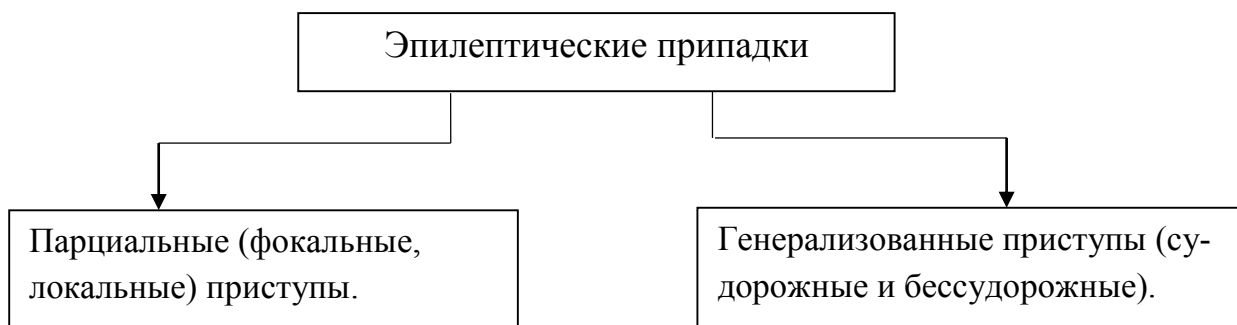 Эпилептические припадки
Парциальные (фокальные,
локальные) приступы.
Генерализованные приступы (су-
дорожные и бессудорожные).